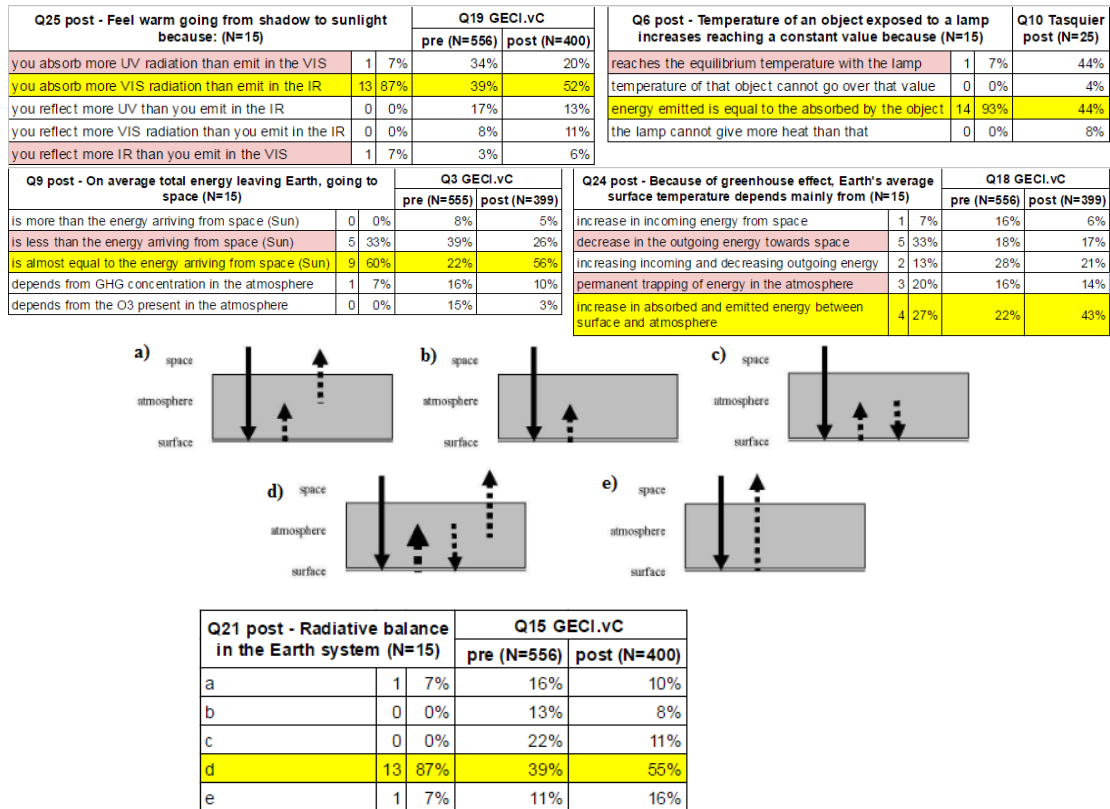 Q25 post - Feel warm going from shadow to sunlight because: (N=15) Q19 GECI.vC
pre (N=556) post (N=400)
you absorb more UV radiation than emit in the VIS 1 7% 34% 20%
you absorb more VIS radiation than emit in the IR 13 87% 39% 52%
you reflect more UV than you emit in the IR 0 0% 17% 13%
you reflect more VIS radiation than you emit in the IR 0 0% 8% 11%
you reflect more IR than you emit in the VIS 1 7% 3% 6%
Q6 post - Temperature of an object exposed to a lamp increases reaching a constant value because (N=15) Q10 Tasquier post (N=25)
reaches the equilibrium temperature with the lamp 1 7% 44%
temperature of that object cannot go over that value 0 0% 4%
energy emitted is equal to the absorbed by the object 14 93% 44%
the lamp cannot give more heat than that 0 0% 8%
Q9 post - On average total energy leaving Earth, going to space (N=15) Q3 GECI.vC
pre (N=555) post (N=399)
is more than the energy arriving from space (Sun) 0 0% 8% 5%
is less than the energy arriving from space (Sun) 5 33% 39% 26%
is almost equal to the energy arriving from space (Sun) 9 60% 22% 56%
depends from GHG concentration in the atmosphere 1 7% 16% 10%
depends from the O3 present in the atmosphere 0 0% 15% 3%
Q24 post - Because of greenhouse effect, Earth's average surface temperature depends mainly from (N=15) Q18 GECI.vC
pre (N=556) post (N=399)
increase in incoming energy from space 1 7% 16% 6%
decrease in the outgoing energy towards space 5 33% 18% 17%
increasing incoming and decreasing outgoing energy 2 13% 28% 21%
permanent trapping of energy in the atmosphere 3 20% 16% 14%
increase in absorbed and emitted energy between surface and atmosphere 4 27% 22% 43%
a) space
atmosphere
surface
b) space
atmosphere
surface
c) space
atmosphere
surface
d) space
atmosphere
surface
e) space
atmosphere
surface
Q21 post - Radiative balance in the Earth system (N=15) Q15 GECI.vC
pre (N=556) post (N=400)
a 1 7% 16% 10%
b 0 0% 13% 8%
c 0 0% 22% 11%
d 13 87% 39% 55%
e 1 7% 11% 16%